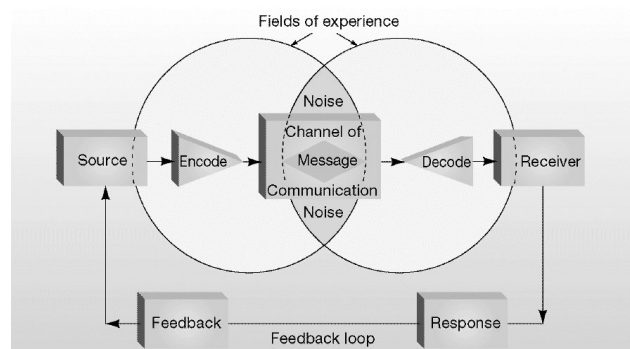 Fields of experience
Noise
Channel of
Source
Encode
Message
Decode
Receiver
Communication
Noise
Feedback
Response
Feedback loop